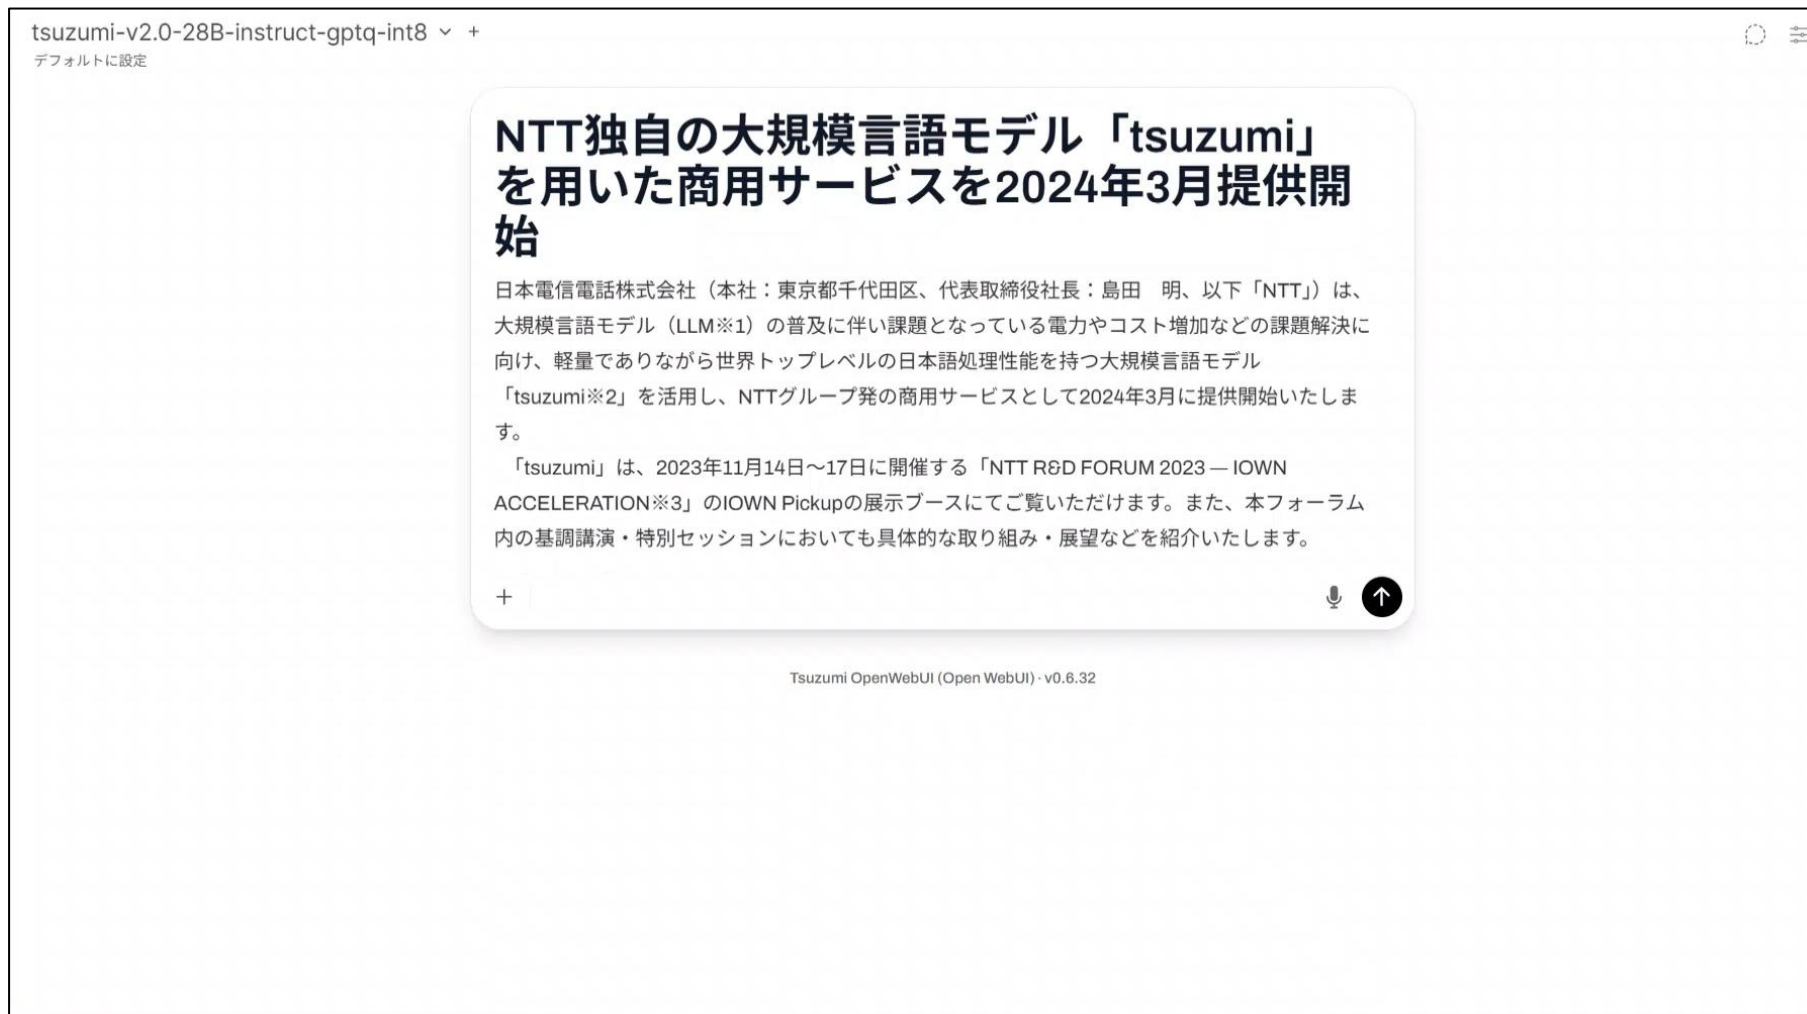 tsuzumi-v2.0-28B-instruct-gptq-int8
デフォルトに設定
NTT独自の大規模言語モデル「tsuzumi」
を用いた商用サービスを2024年3月提供開
始
日本電信電話株式会社（本社：東京都千代田区、代表取締役社長：島田　明、以下「NTT」）は、
大規模言語モデル（LLM※1）の普及に伴い課題となっている電力やコスト増加などの課題解決に
向け、軽量でありながら世界トップレベルの日本語処理性能を持つ大規模言語モデル
「tsuzumi※2」を活用し、NTTグループ発の商用サービスとして2024年3月に提供開始いたしま
す。
「tsuzumi」は、2023年11月14日～17日に開催する「NTT R&D FORUM 2023 ― IOWN
ACCELERATION※3」のIOWN Pickupの展示ブースにてご覧いただけます。また、本フォーラム
内の基調講演・特別セッションにおいても具体的な取り組み・展望などを紹介いたします。
Tsuzumi OpenWebUI (Open WebUI) · v0.6.32